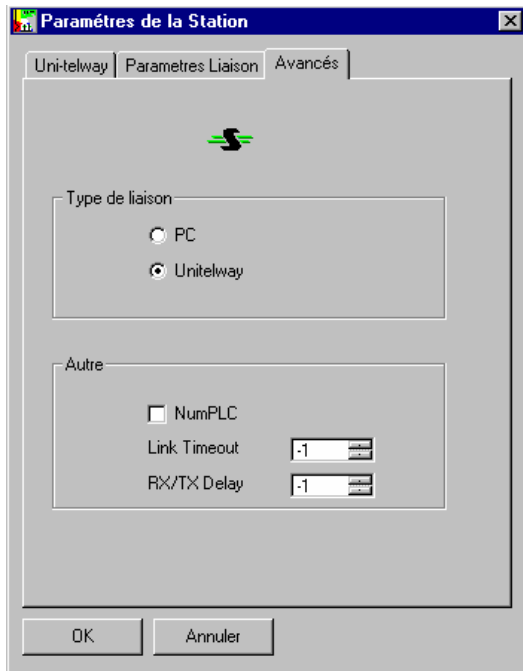 Paramétres de la Station
Uni-telway
Parametres Liaison
Avancés
Type de liaison
PC
Unitelway
Autre
NumPLC
Link Timeout
-1
RX/TX Delay
-1
OK
Annuler